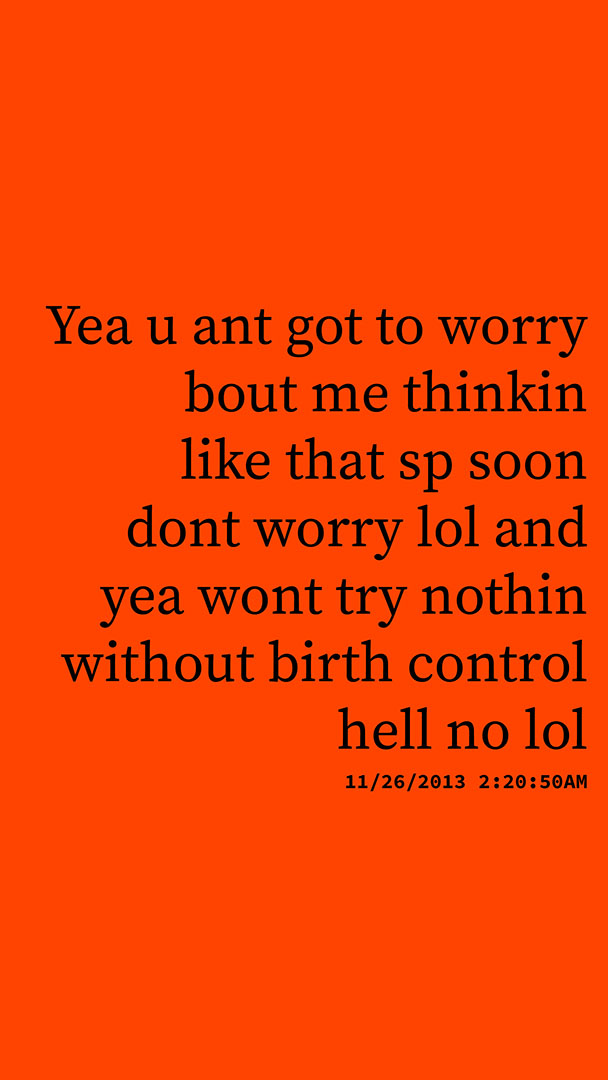 Yea u ant got to worry
bout me thinkin
like that sp soon
dont worry lol and
yea wont try nothin
without birth control
hell no lol
11/26/2013 2:20:50AM